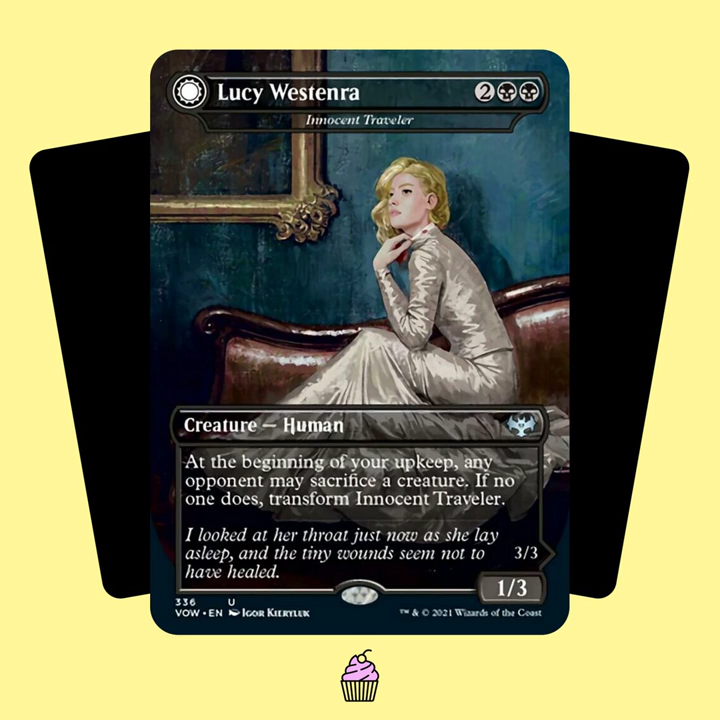 Lucy Westenra 2
Innocent Traveler
Creature — Human
At the beginning of your upkeep, any
opponent may sacrifice a creature. If no
one does, transform Innocent Traveler.
I looked at her throat just now as she lay
asleep, and the tiny wounds seem not to
have healed.
3/3
1/3
336 U
VOW • EN Igor Kieryluk
™ & © 2021 Wizards of the Coast